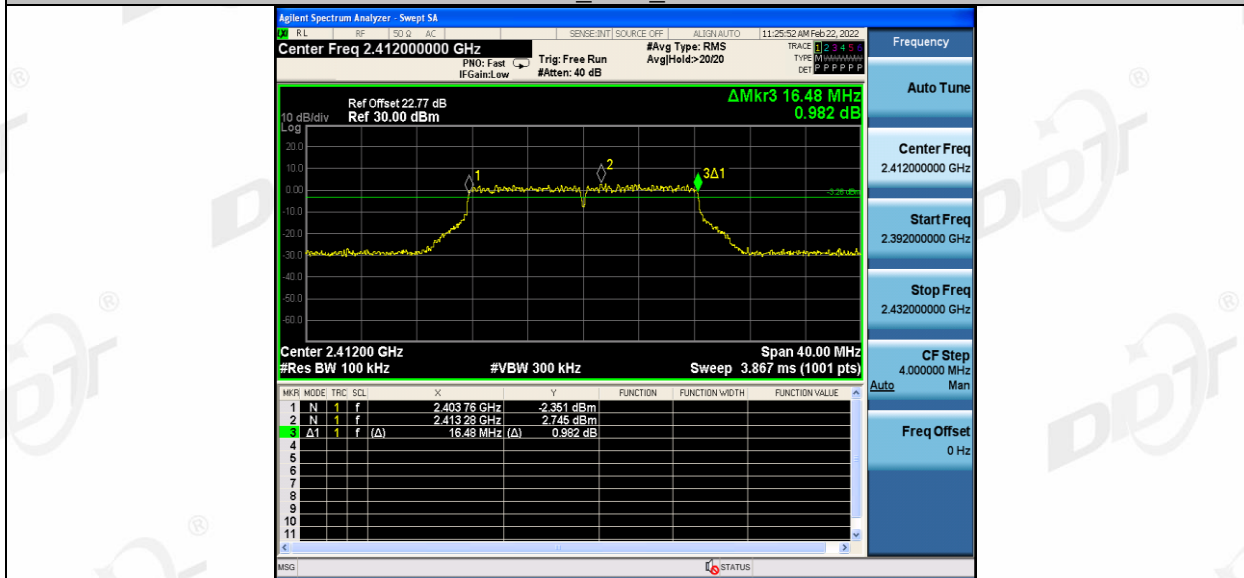 Agilent Spectrum Analyzer - Swept SA
RL RF 50 Ω AC SENSE:INT SOURCE OFF ALIGN AUTO 11:25:52 AM Feb 22, 2022
Center Freq 2.412000000 GHz
PNO: Fast
IFGain:Low
Trig: Free Run
#Atten: 40 dB
#Avg Type: RMS
Avg|Hold:>20/20
TRACE 1 2 3 4 5 6
TYPE M
DET P P P P P P
Frequency
Auto Tune
Center Freq
2.412000000 GHz
Start Freq
2.392000000 GHz
Stop Freq
2.432000000 GHz
CF Step
4.000000 MHz
Auto Man
Freq Offset
0 Hz
ΔMkr3 16.48 MHz
0.982 dB
Ref Offset 22.77 dB
10 dB/div Ref 30.00 dBm
Log
20.0
10.0
0.00
-10.0
-20.0
-30.0
-40.0
-50.0
-60.0
1
2
3Δ1
-3.26 dBm
Center 2.41200 GHz Span 40.00 MHz
#Res BW 100 kHz #VBW 300 kHz Sweep 3.867 ms (1001 pts)
MKR MODE TRC SCL X Y FUNCTION FUNCTION WIDTH FUNCTION VALUE
1 N 1 f 2.403 76 GHz -2.351 dBm
2 N 1 f 2.413 28 GHz 2.745 dBm
3 Δ1 1 f (Δ) 16.48 MHz (Δ) 0.982 dB
4
5
6
7
8
9
10
11
MSG STATUS
DDT
®